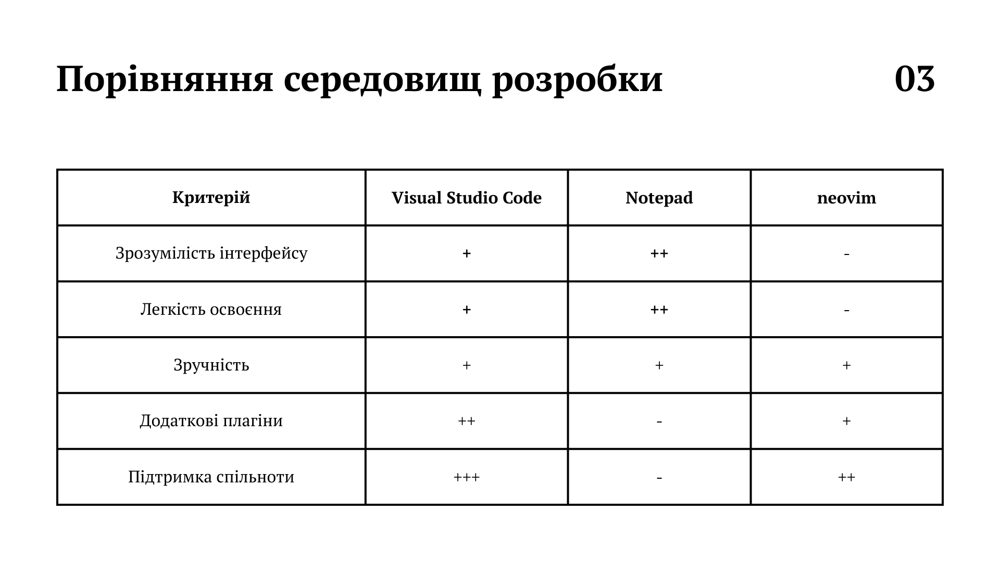 Порівняння середовищ розробки 03
Критерій Visual Studio Code Notepad neovim
Зрозумілість інтерфейсу + ++ -
Легкість освоєння + ++ -
Зручність + + +
Додаткові плагіни ++ - +
Підтримка спільноти +++ - ++